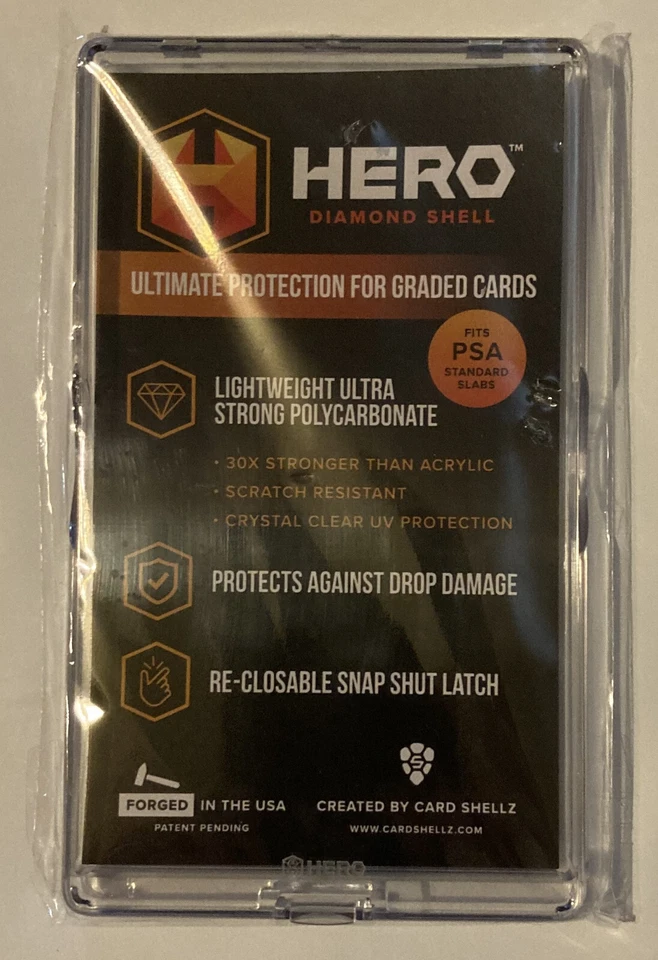 HERO™
DIAMOND SHELL
ULTIMATE PROTECTION FOR GRADED CARDS
FITS
PSA
STANDARD
SLABS
LIGHTWEIGHT ULTRA
STRONG POLYCARBONATE
• 30X STRONGER THAN ACRYLIC
• SCRATCH RESISTANT
• CRYSTAL CLEAR UV PROTECTION
PROTECTS AGAINST DROP DAMAGE
RE-CLOSABLE SNAP SHUT LATCH
FORGED IN THE USA
PATENT PENDING
CREATED BY CARD SHELLZ
WWW.CARDSHELLZ.COM
HERO